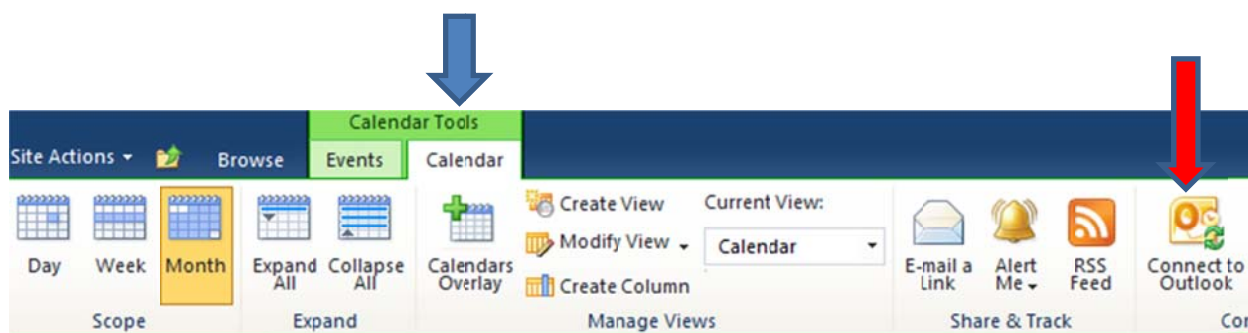 Calendar Tools
Site Actions
Browse
Events
Calendar
Day
Week
Month
Expand All
Collapse All
Calendars Overlay
Create View
Modify View
Create Column
Current View:
Calendar
E-mail a Link
Alert Me
RSS Feed
Connect to Outlook
Scope
Expand
Manage Views
Share & Track